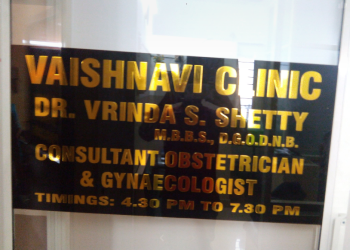 VAISHNAVI CLINIC
DR. VRINDA S. SHETTY
M.B.B.S., D.G.O.D.N.B.
CONSULTANT OBSTETRICIAN
& GYNAECOLOGIST
TIMINGS: 4.30 PM TO 7.30 PM